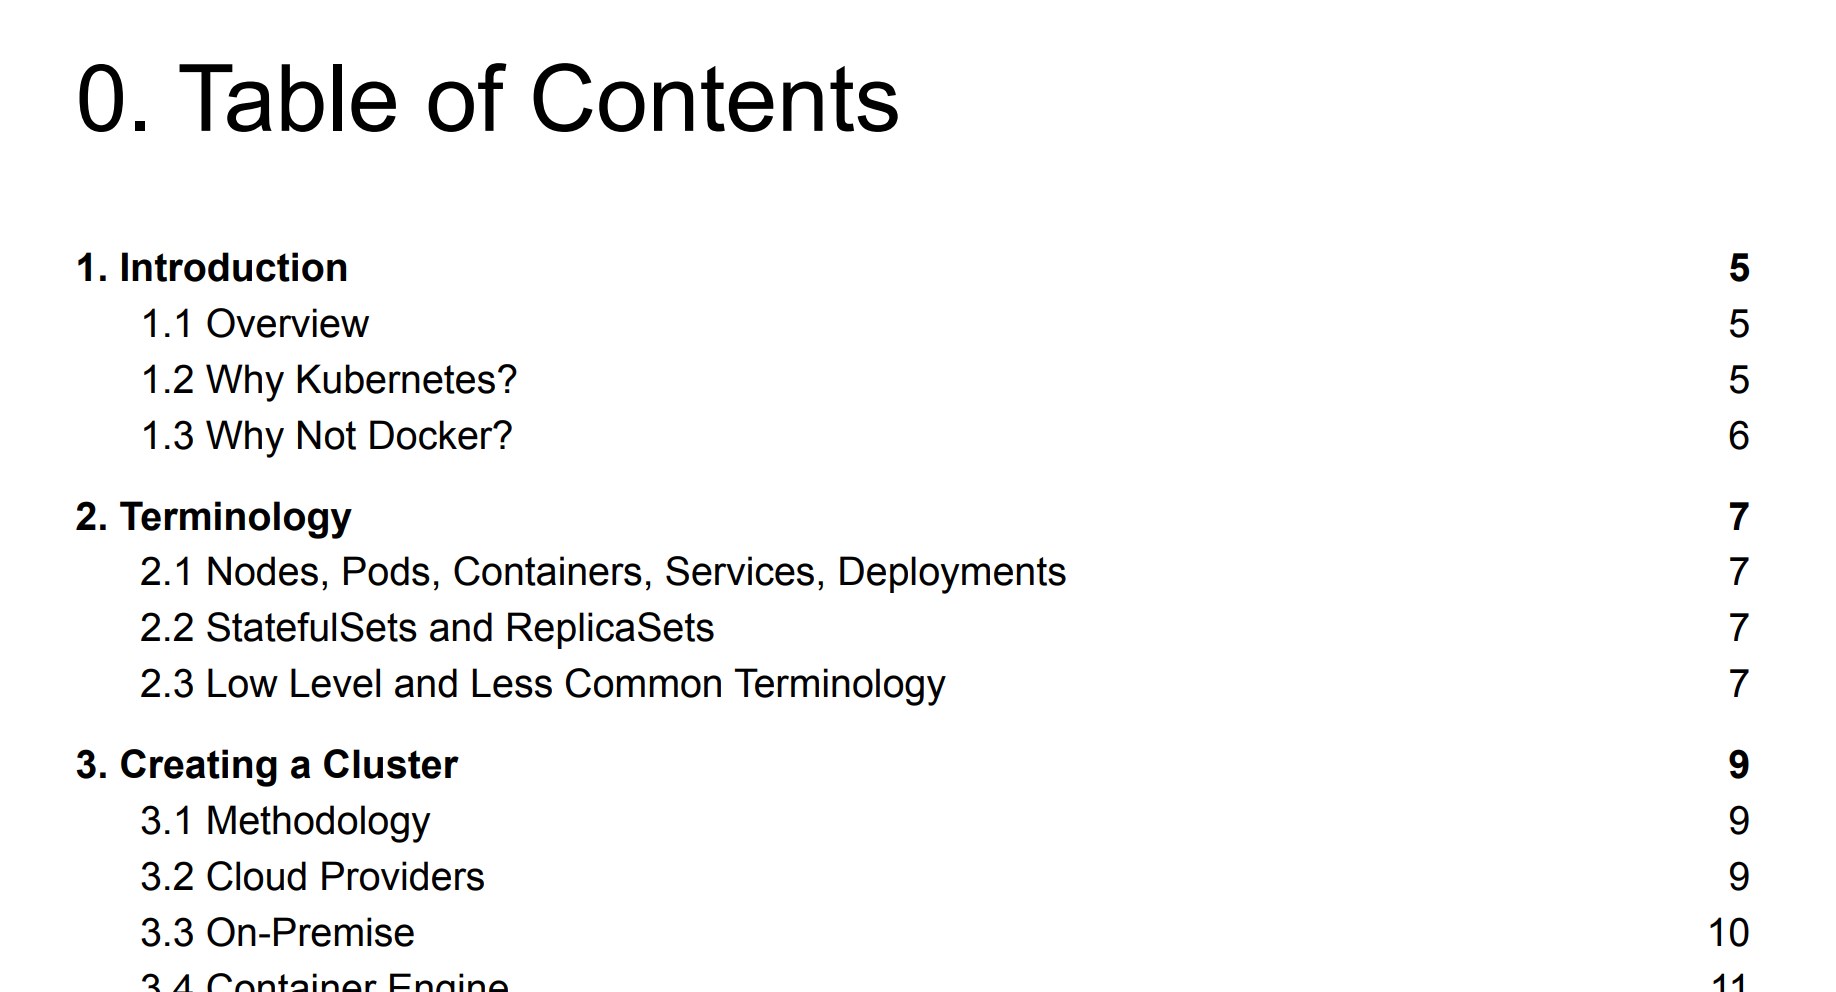 0. Table of Contents
1. Introduction 5
1.1 Overview 5
1.2 Why Kubernetes? 5
1.3 Why Not Docker? 6
2. Terminology 7
2.1 Nodes, Pods, Containers, Services, Deployments 7
2.2 StatefulSets and ReplicaSets 7
2.3 Low Level and Less Common Terminology 7
3. Creating a Cluster 9
3.1 Methodology 9
3.2 Cloud Providers 9
3.3 On-Premise 10
3.4 Container Engine 11